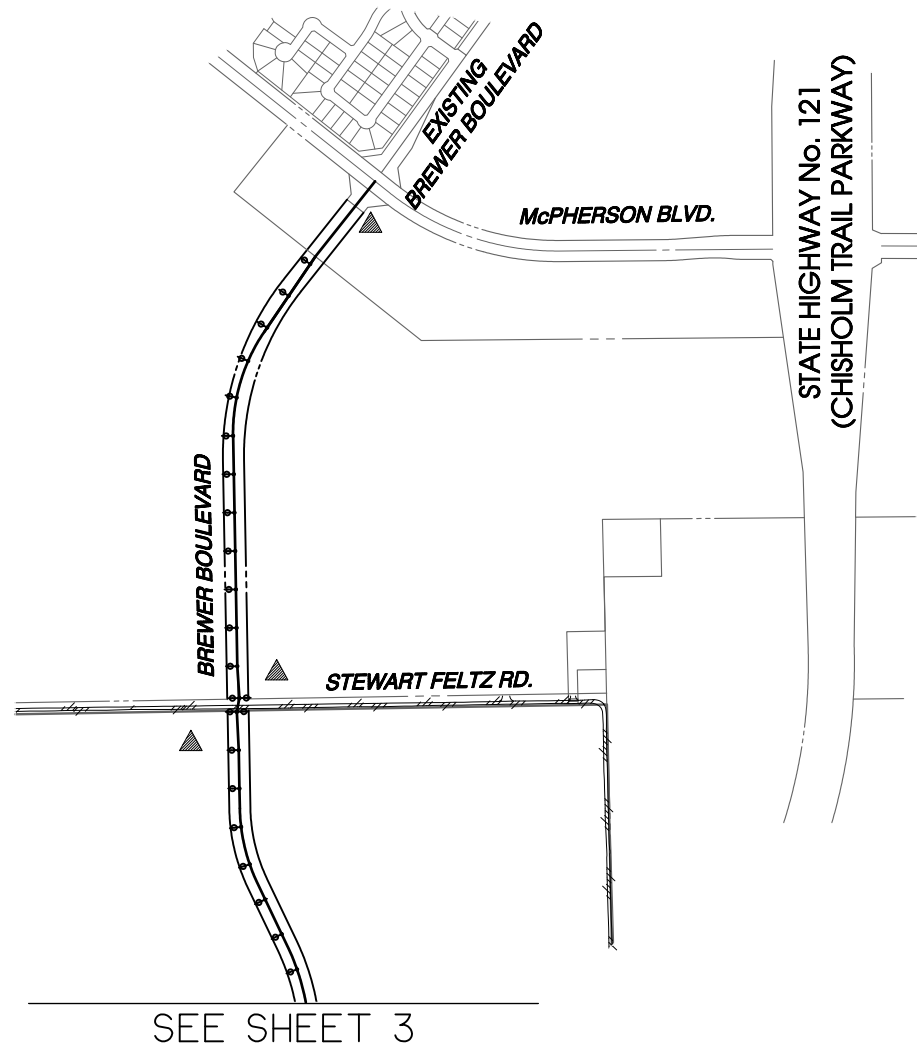 EXISTING
BREWER BOULEVARD
McPHERSON BLVD.
STATE HIGHWAY No. 121
(CHISHOLM TRAIL PARKWAY)
BREWER BOULEVARD
STEWART FELTZ RD.
SEE SHEET 3